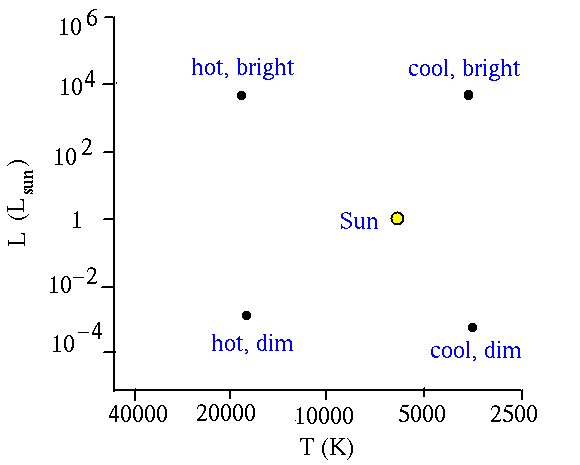 10^6
hot, bright
cool, bright
10^4
10^2
L (L_sun)
1
Sun
10^-2
hot, dim
10^-4
cool, dim
40000 20000 10000 5000 2500
T (K)